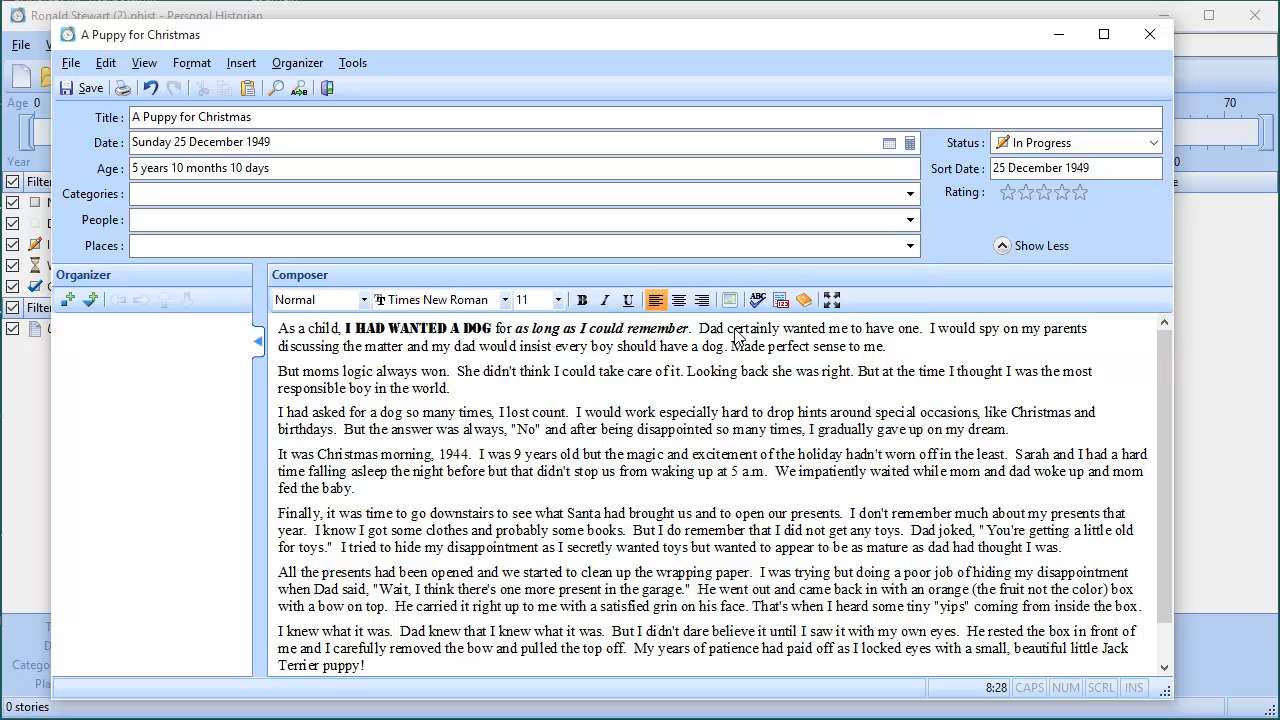 Ronald Stewart (2).phist - Personal Historian
File
A Puppy for Christmas
File Edit View Format Insert Organizer Tools
Save
Age 0
70
Year
Title : A Puppy for Christmas
Date : Sunday 25 December 1949
Status : In Progress
Age : 5 years 10 months 10 days
Sort Date : 25 December 1949
Filter
Categories :
Rating :
People :
Places :
Show Less
Organizer
Composer
Filter
Normal Times New Roman 11 B I U
As a child, I HAD WANTED A DOG for as long as I could remember. Dad certainly wanted me to have one. I would spy on my parents
discussing the matter and my dad would insist every boy should have a dog. Made perfect sense to me.
But moms logic always won. She didn't think I could take care of it. Looking back she was right. But at the time I thought I was the most
responsible boy in the world.
I had asked for a dog so many times, I lost count. I would work especially hard to drop hints around special occasions, like Christmas and
birthdays. But the answer was always, "No" and after being disappointed so many times, I gradually gave up on my dream.
It was Christmas morning, 1944. I was 9 years old but the magic and excitement of the holiday hadn't worn off in the least. Sarah and I had a hard
time falling asleep the night before but that didn't stop us from waking up at 5 a.m. We impatiently waited while mom and dad woke up and mom
fed the baby.
Finally, it was time to go downstairs to see what Santa had brought us and to open our presents. I don't remember much about my presents that
year. I know I got some clothes and probably some books. But I do remember that I did not get any toys. Dad joked, "You're getting a little old
for toys." I tried to hide my disappointment as I secretly wanted toys but wanted to appear to be as mature as dad had thought I was.
All the presents had been opened and we started to clean up the wrapping paper. I was trying but doing a poor job of hiding my disappointment
when Dad said, "Wait, I think there's one more present in the garage." He went out and came back in with an orange (the fruit not the color) box
with a bow on top. He carried it right up to me with a satisfied grin on his face. That's when I heard some tiny "yips" coming from inside the box.
I knew what it was. Dad knew that I knew what it was. But I didn't dare believe it until I saw it with my own eyes. He rested the box in front of
me and I carefully removed the bow and pulled the top off. My years of patience had paid off as I locked eyes with a small, beautiful little Jack
Terrier puppy!
8:28 CAPS NUM SCRL INS
0 stories